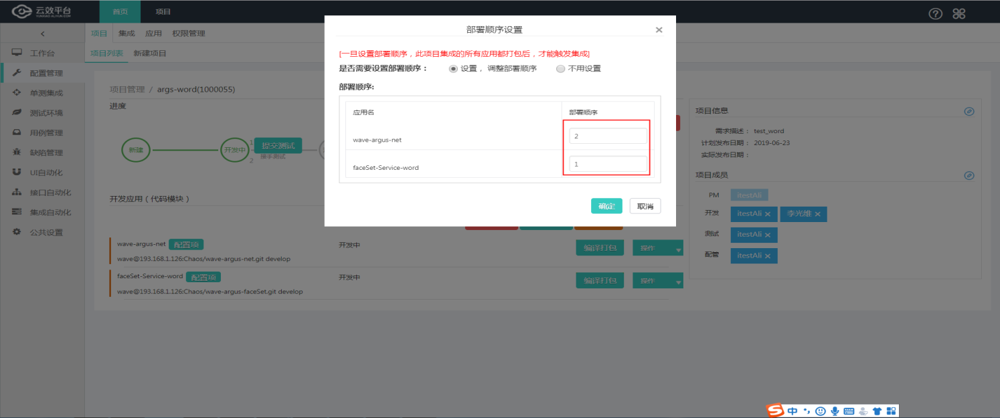 云效平台 首页 项目
YUNXIAO.ALIYUN.COM
项目 集成 应用 权限管理
项目列表 新建项目
工作台
配置管理
单测集成
测试环境
用例管理
缺陷管理
UI自动化
接口自动化
集成自动化
公共设置
项目管理 / args-word(1000055)
进度
新建
开发中
1 提交测试
2 接手测试
开发应用 ( 代码模块 )
wave-argus-net 配置项 开发中 编译打包 操作
wave@193.168.1.126:Chaos/wave-argus-net.git develop
faceSet-Service-word 配置项 开发中 编译打包 操作
wave@193.168.1.126:Chaos/wave-argus-faceSet.git develop
部署顺序设置 ×
[一旦设置部署顺序，此项目集成的所有应用都打包后，才能触发集成]
是否需要设置部署顺序： 设置， 调整部署顺序 不用设置
部署顺序:
应用名 部署顺序
wave-argus-net 2
faceSet-Service-word 1
确定 取消
项目信息
需求描述： test_word
计划发布日期： 2019-06-23
实际发布日期：
项目成员
PM itestAli
开发 itestAli × 李光雄 ×
测试 itestAli ×
配管 itestAli ×
中